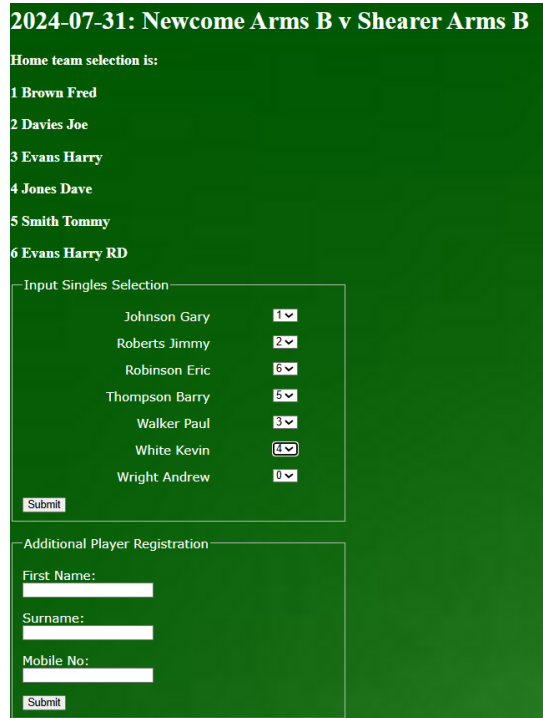 2024-07-31: Newcome Arms B v Shearer Arms B
Home team selection is:
1 Brown Fred
2 Davies Joe
3 Evans Harry
4 Jones Dave
5 Smith Tommy
6 Evans Harry RD
Input Singles Selection
Johnson Gary 1
Roberts Jimmy 2
Robinson Eric 6
Thompson Barry 5
Walker Paul 3
White Kevin 4
Wright Andrew 0
Submit
Additional Player Registration
First Name:
Surname:
Mobile No:
Submit